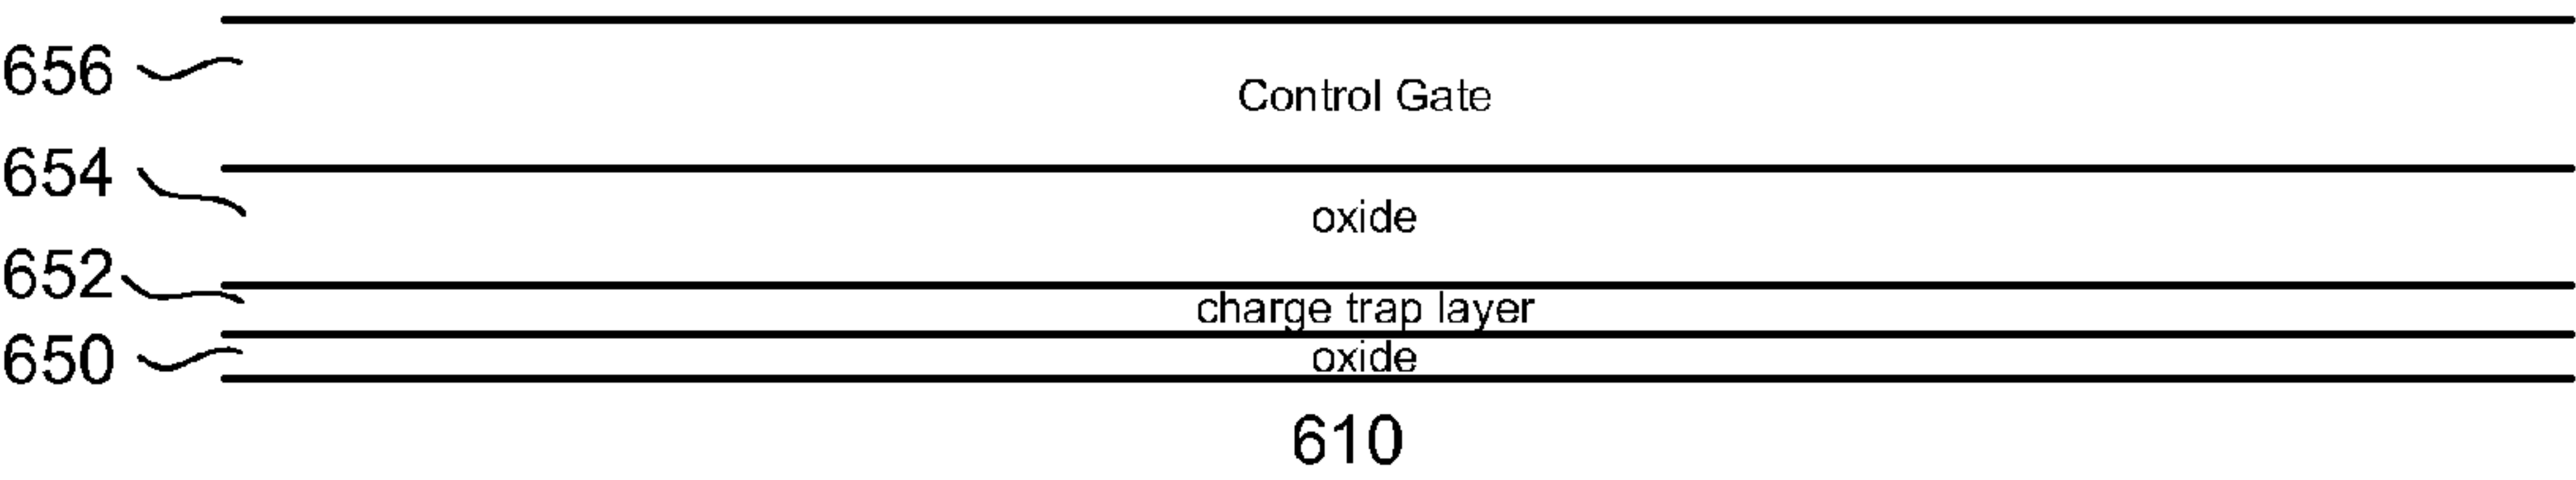 656
Control Gate
654
oxide
652
charge trap layer
650
oxide
610